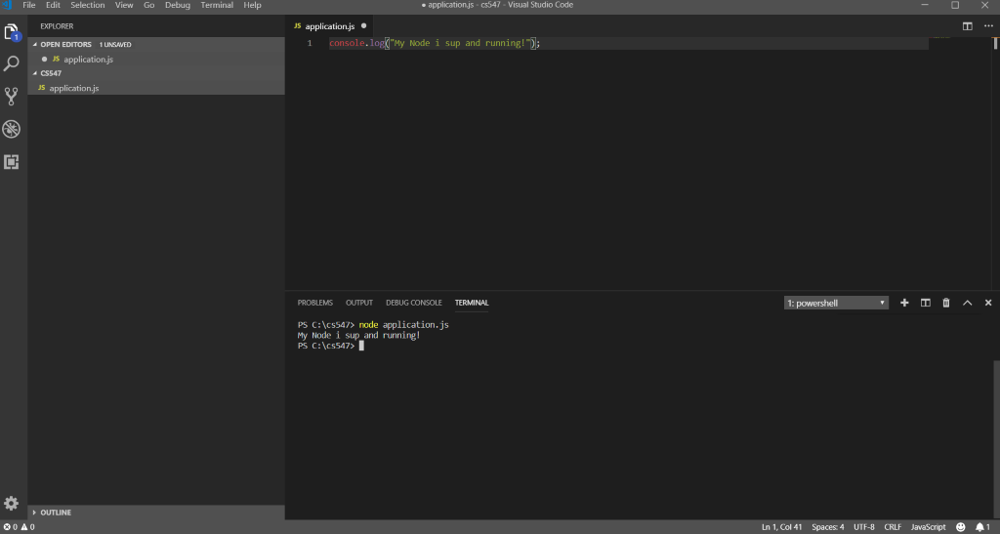 File Edit Selection View Go Debug Terminal Help
● application.js - cs547 - Visual Studio Code
EXPLORER
OPEN EDITORS 1 UNSAVED
JS application.js
CS547
JS application.js
OUTLINE
1
JS application.js
1 console.log("My Node i sup and running!");
PROBLEMS OUTPUT DEBUG CONSOLE TERMINAL
1: powershell
PS C:\cs547> node application.js
My Node i sup and running!
PS C:\cs547>
0 0
Ln 1, Col 41 Spaces: 4 UTF-8 CRLF JavaScript 1